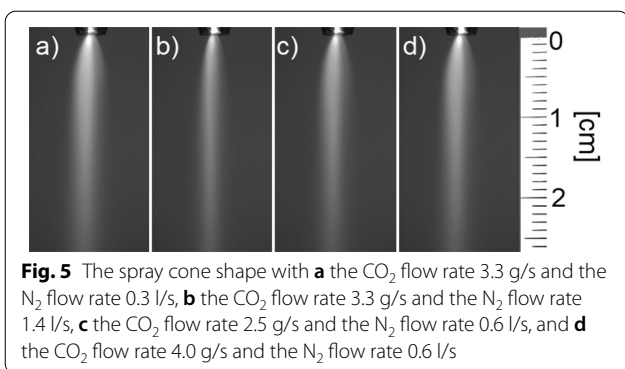 a) b) c) d)
0
1
2
[cm]
Fig. 5 The spray cone shape with a the CO₂ flow rate 3.3 g/s and the
N₂ flow rate 0.3 l/s, b the CO₂ flow rate 3.3 g/s and the N₂ flow rate
1.4 l/s, c the CO₂ flow rate 2.5 g/s and the N₂ flow rate 0.6 l/s, and d
the CO₂ flow rate 4.0 g/s and the N₂ flow rate 0.6 l/s